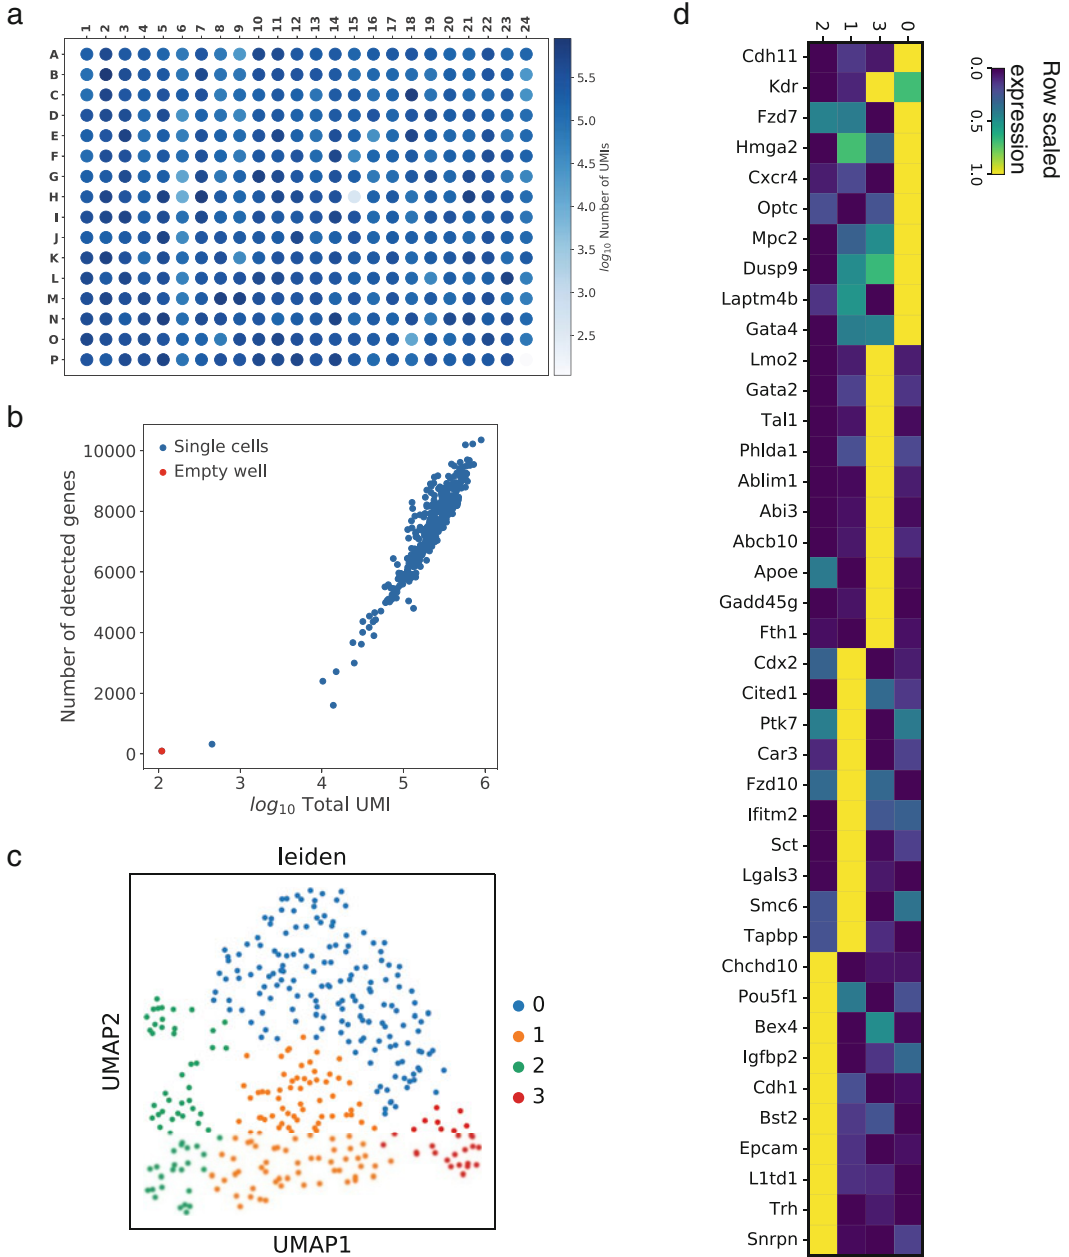 a
1 2 3 4 5 6 7 8 9 10 11 12 13 14 15 16 17 18 19 20 21 22 23 24
A
B
C
D
E
F
G
H
I
J
K
L
M
N
O
P
5.5
5.0
4.5
4.0
3.5
3.0
2.5
log10 Number of UMIs
b
Single cells
Empty well
10000
8000
6000
4000
2000
0
Number of detected genes
2 3 4 5 6
log10 Total UMI
c
leiden
0
1
2
3
UMAP2
UMAP1
d
2 1 3 0
Cdh11
Kdr
Fzd7
Hmga2
Cxcr4
Optc
Mpc2
Dusp9
Laptm4b
Gata4
Lmo2
Gata2
Tal1
Phlda1
Ablim1
Abi3
Abcb10
Apoe
Gadd45g
Fth1
Cdx2
Cited1
Ptk7
Car3
Fzd10
Ifitm2
Sct
Lgals3
Smc6
Tapbp
Chchd10
Pou5f1
Bex4
Igfbp2
Cdh1
Bst2
Epcam
L1td1
Trh
Snrpn
Row scaled
expression
0.0 0.5 1.0